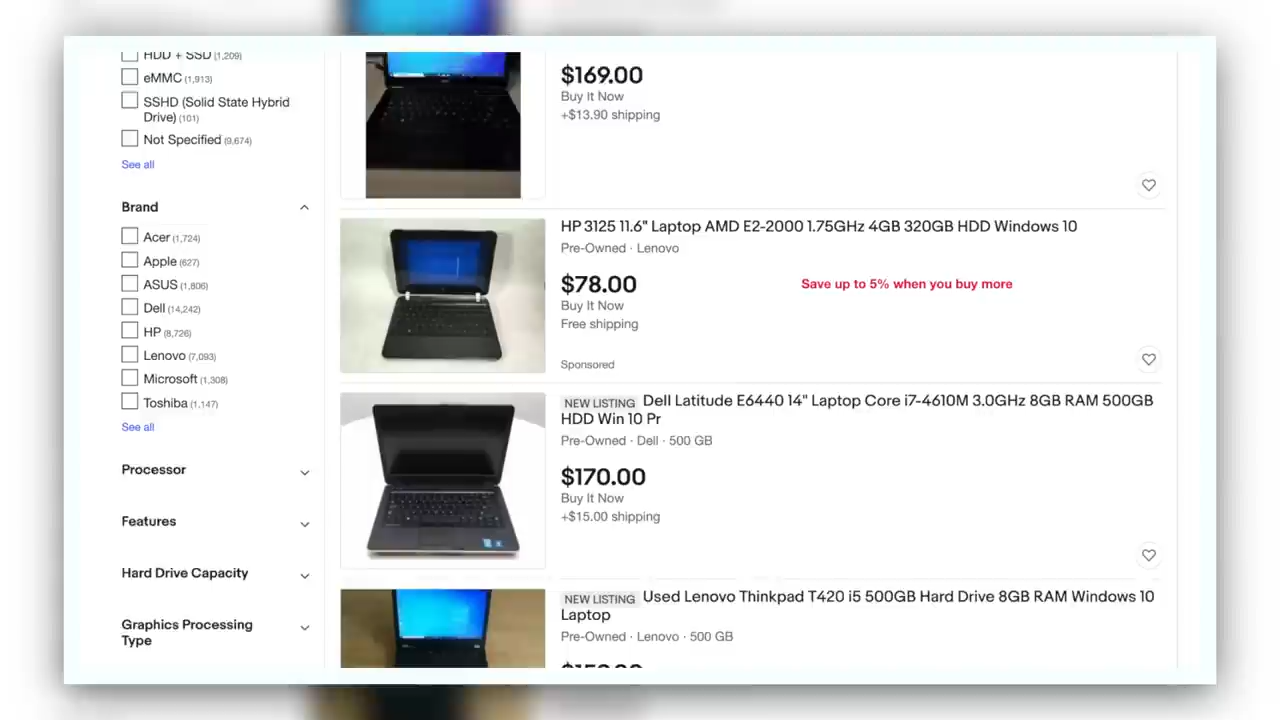 HDD + SSD (1,209)
eMMC (1,913)
SSHD (Solid State Hybrid
Drive) (101)
Not Specified (9,674)
See all
Brand
Acer (1,724)
Apple (627)
ASUS (1,806)
Dell (14,242)
HP (8,726)
Lenovo (7,093)
Microsoft (1,308)
Toshiba (1,147)
See all
Processor
Features
Hard Drive Capacity
Graphics Processing
Type
$169.00
Buy It Now
+$13.90 shipping
HP 3125 11.6" Laptop AMD E2-2000 1.75GHz 4GB 320GB HDD Windows 10
Pre-Owned · Lenovo
$78.00
Save up to 5% when you buy more
Buy It Now
Free shipping
Sponsored
NEW LISTING Dell Latitude E6440 14" Laptop Core i7-4610M 3.0GHz 8GB RAM 500GB
HDD Win 10 Pr
Pre-Owned · Dell · 500 GB
$170.00
Buy It Now
+$15.00 shipping
NEW LISTING Used Lenovo Thinkpad T420 i5 500GB Hard Drive 8GB RAM Windows 10
Laptop
Pre-Owned · Lenovo · 500 GB